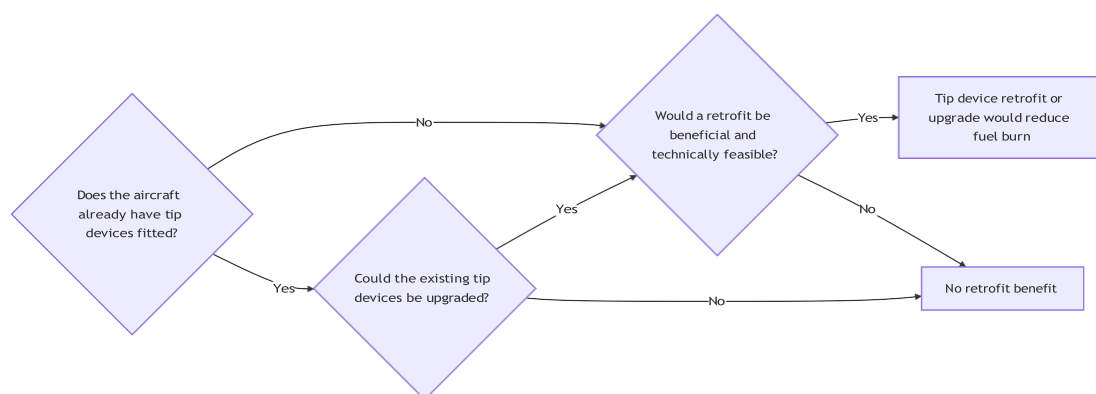 Does the aircraft
already have tip
devices fitted?
No
Yes
Could the existing tip
devices be upgraded?
Yes
No
Would a retrofit be
beneficial and
technically feasible?
Yes
No
Tip device retrofit or
upgrade would reduce
fuel burn
No retrofit benefit